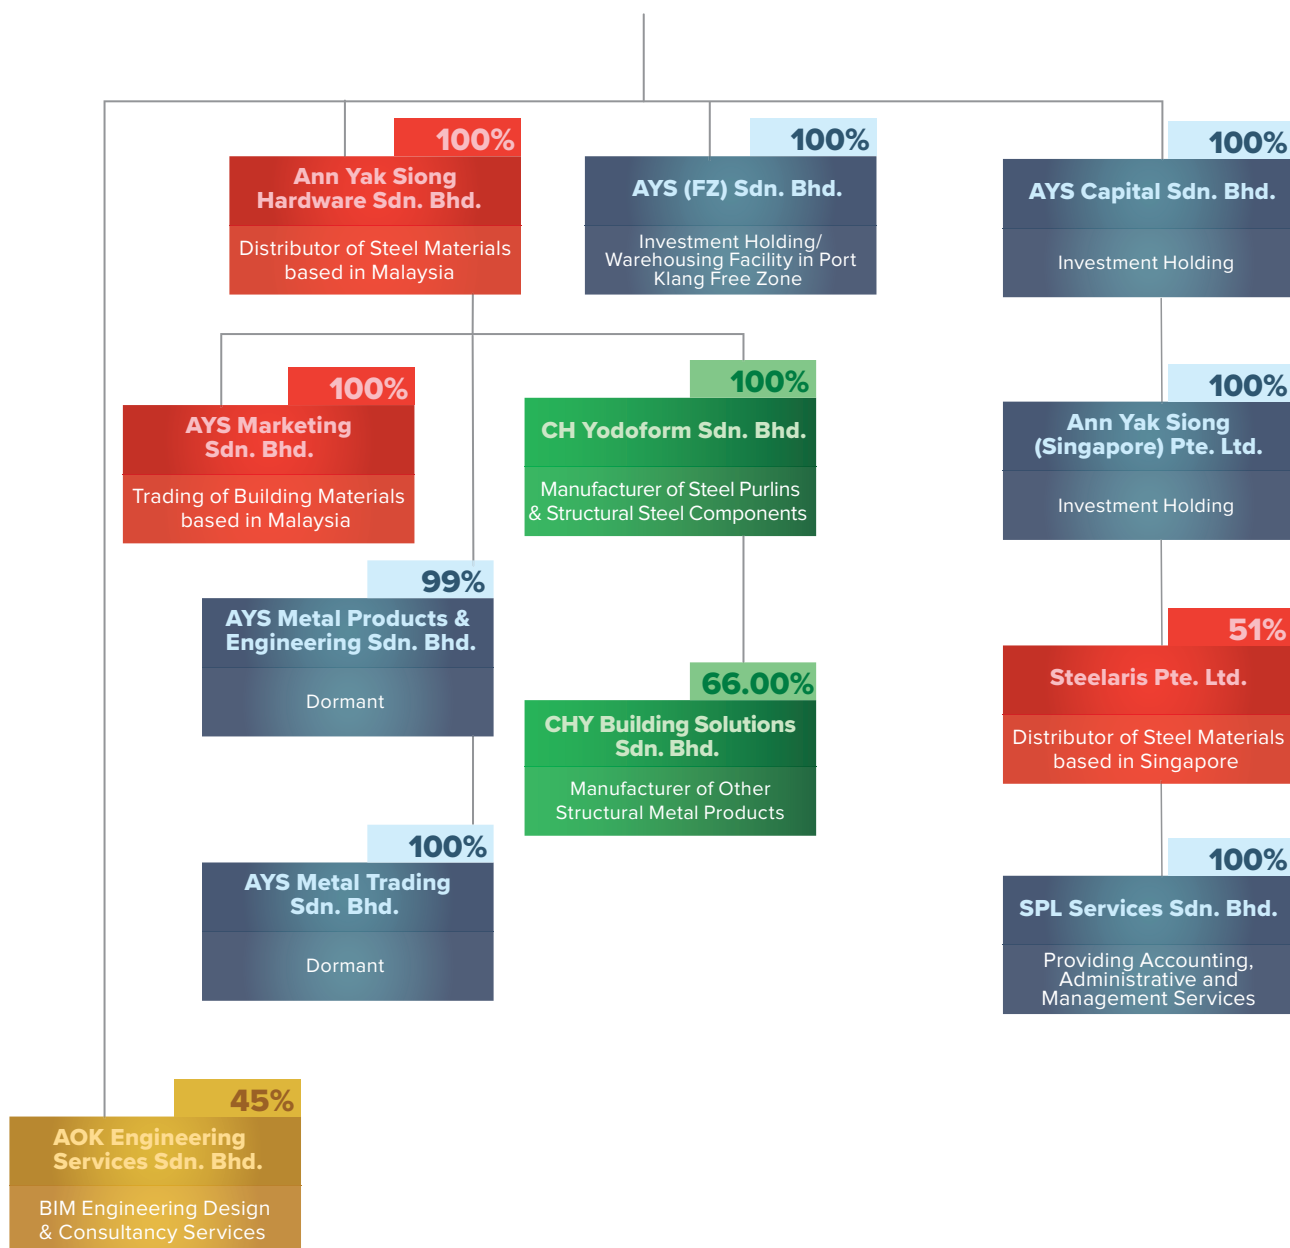 100%
Ann Yak Siong
Hardware Sdn. Bhd.
Distributor of Steel Materials
based in Malaysia
100%
AYS (FZ) Sdn. Bhd.
Investment Holding/
Warehousing Facility in Port
Klang Free Zone
100%
AYS Capital Sdn. Bhd.
Investment Holding
100%
AYS Marketing
Sdn. Bhd.
Trading of Building Materials
based in Malaysia
100%
CH Yodoform Sdn. Bhd.
Manufacturer of Steel Purlins
& Structural Steel Components
100%
Ann Yak Siong
(Singapore) Pte. Ltd.
Investment Holding
99%
AYS Metal Products &
Engineering Sdn. Bhd.
Dormant
66.00%
CHY Building Solutions
Sdn. Bhd.
Manufacturer of Other
Structural Metal Products
51%
Steelaris Pte. Ltd.
Distributor of Steel Materials
based in Singapore
100%
AYS Metal Trading
Sdn. Bhd.
Dormant
100%
SPL Services Sdn. Bhd.
Providing Accounting,
Administrative and
Management Services
45%
AOK Engineering
Services Sdn. Bhd.
BIM Engineering Design
& Consultancy Services